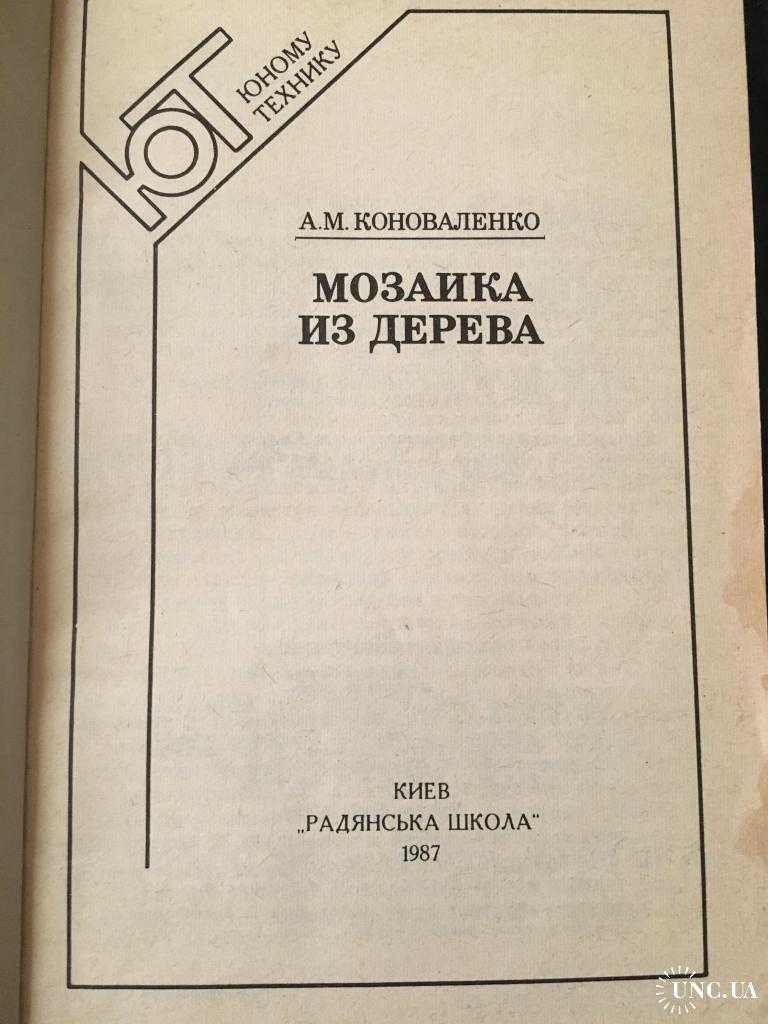 ЮТ
ЮНОМУ
ТЕХНИКУ
А.М. КОНОВАЛЕНКО
МОЗАИКА
ИЗ ДЕРЕВА
КИЕВ
„РАДЯНСЬКА ШКОЛА“
1987
UNC.UA